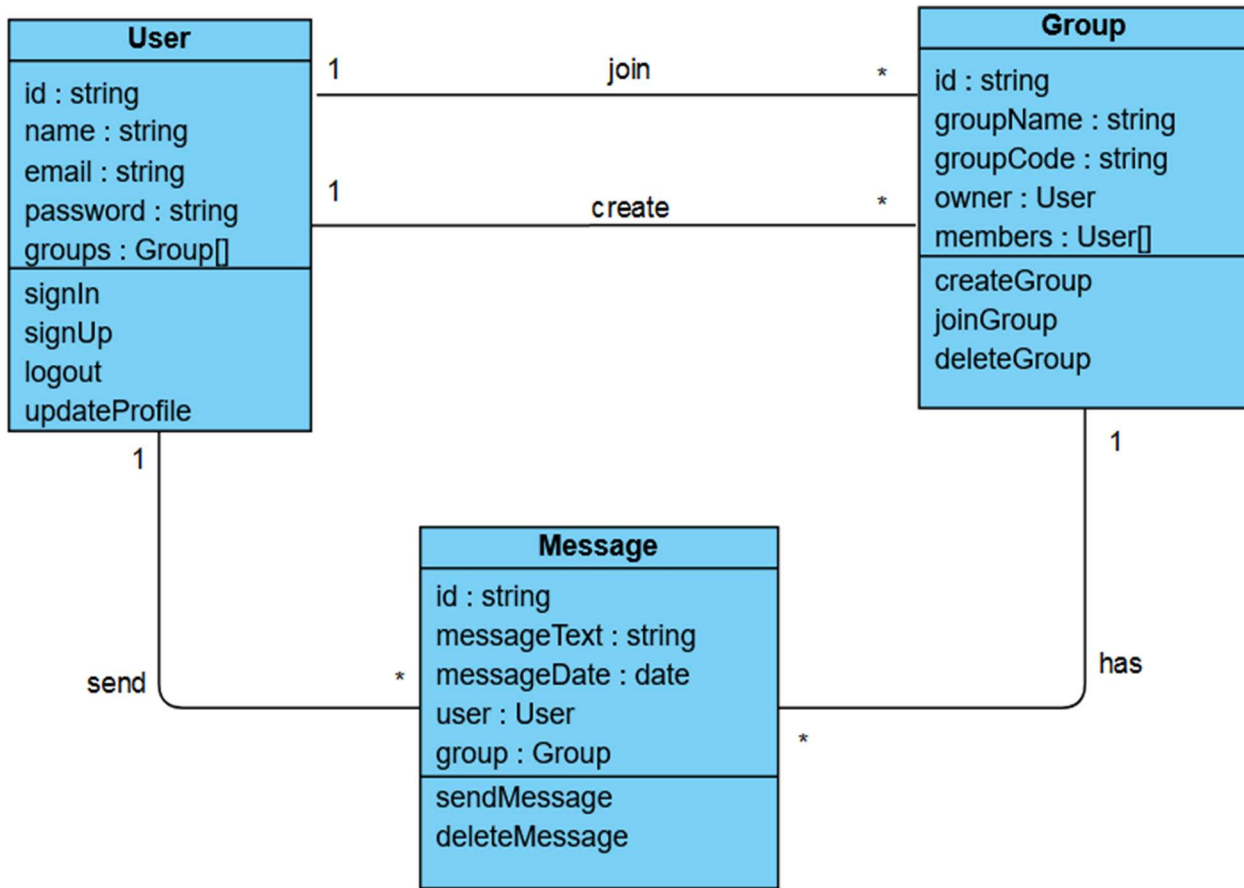 User
id : string
name : string
email : string
password : string
groups : Group[]
signIn
signUp
logout
updateProfile
1
join
*
1
create
*
Group
id : string
groupName : string
groupCode : string
owner : User
members : User[]
createGroup
joinGroup
deleteGroup
1
1
send
*
Message
id : string
messageText : string
messageDate : date
user : User
group : Group
sendMessage
deleteMessage
has
*